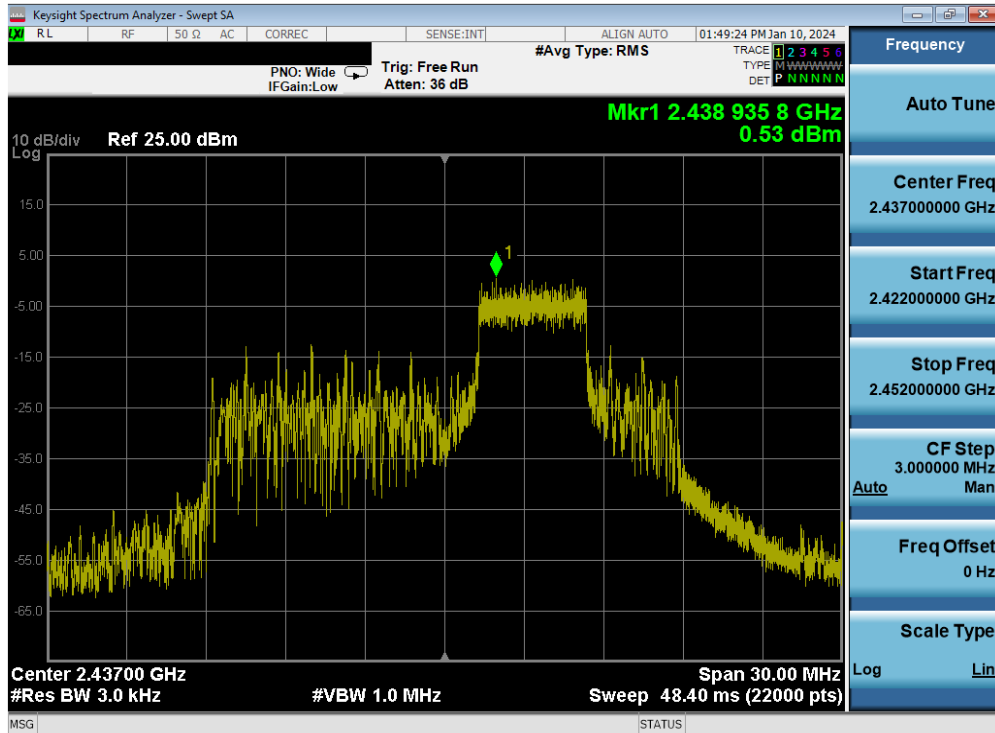 Keysight Spectrum Analyzer - Swept SA
LXI RL RF 50 Ω AC CORREC SENSE:INT ALIGN AUTO 01:49:24 PM Jan 10, 2024
#Avg Type: RMS
TRACE 1 2 3 4 5 6
TYPE M WWWWW
DET P N N N N N
PNO: Wide
IFGain:Low
Trig: Free Run
Atten: 36 dB
Mkr1 2.438 935 8 GHz
0.53 dBm
10 dB/div
Log
Ref 25.00 dBm
15.0
5.00
-5.00
-15.0
-25.0
-35.0
-45.0
-55.0
-65.0
1
Center 2.43700 GHz
Span 30.00 MHz
#Res BW 3.0 kHz
#VBW 1.0 MHz
Sweep 48.40 ms (22000 pts)
MSG
STATUS
Frequency
Auto Tune
Center Freq
2.437000000 GHz
Start Freq
2.422000000 GHz
Stop Freq
2.452000000 GHz
CF Step
3.000000 MHz
Auto Man
Freq Offset
0 Hz
Scale Type
Log Lin